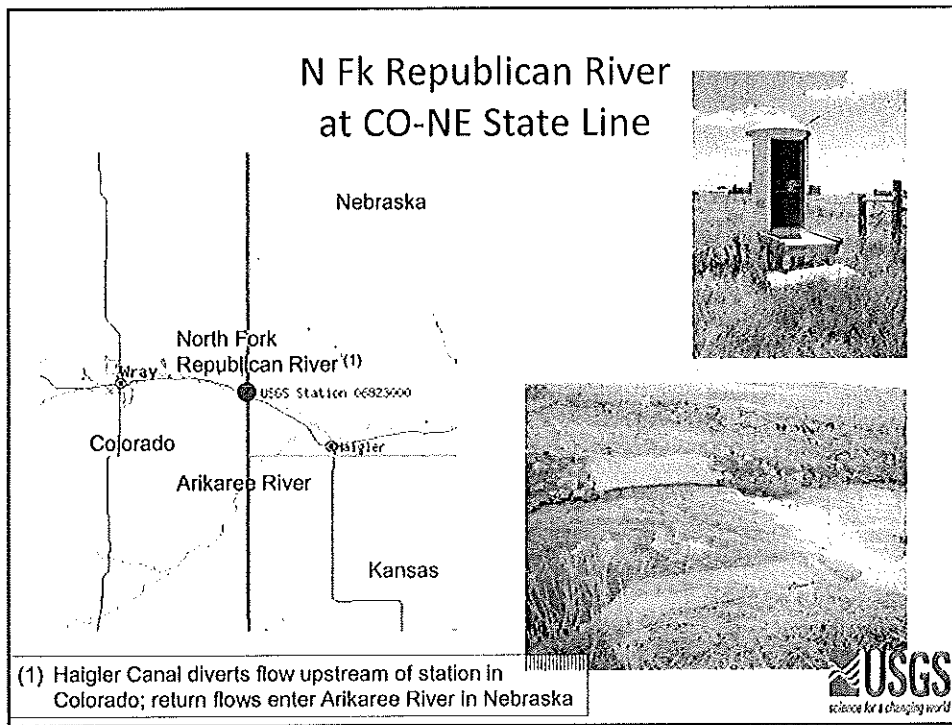 N Fk Republican River
at CO-NE State Line
Nebraska
North Fork
Republican River (1)
Wray
USGS Station 06823000
Colorado
Haigler
Arikaree River
Kansas
(1) Haigler Canal diverts flow upstream of station in
Colorado; return flows enter Arikaree River in Nebraska
USGS
science for a changing world